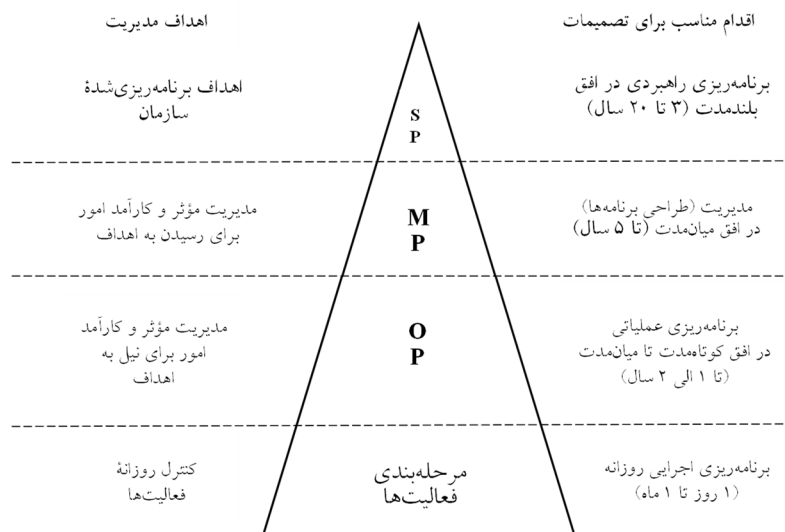 اقدام مناسب برای تصمیمات
اهداف مدیریت
برنامه‌ریزی راهبردی در افق
بلندمدت (۳ تا ۲۰ سال)
S
P
اهداف برنامه‌ریزی‌شدهٔ
سازمان
مدیریت (طراحی برنامه‌ها)
در افق میان‌مدت (تا ۵ سال)
M
P
مدیریت مؤثر و کارآمد امور
برای رسیدن به اهداف
برنامه‌ریزی عملیاتی
در افق کوتاه‌مدت تا میان‌مدت
(تا ۱ الی ۲ سال)
O
P
مدیریت مؤثر و کارآمد
امور برای نیل به
اهداف
برنامه‌ریزی اجرایی روزانه
(۱ روز تا ۱ ماه)
مرحله‌بندی
فعالیت‌ها
کنترل روزانهٔ
فعالیت‌ها